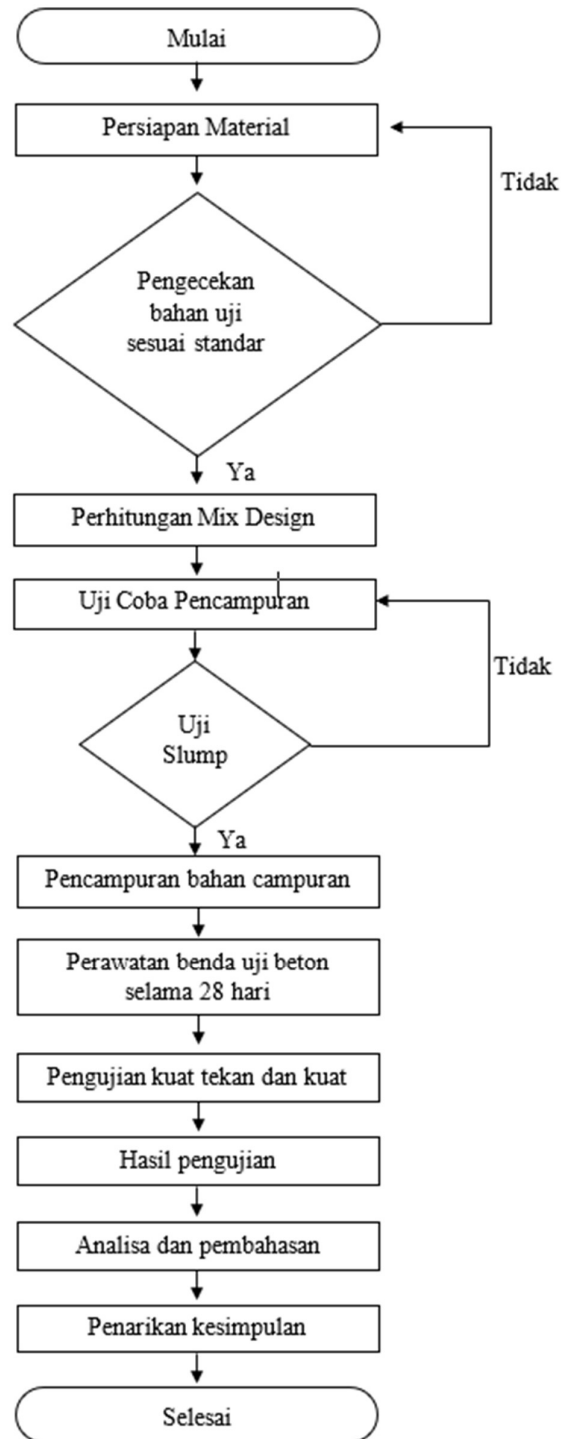 Mulai
Persiapan Material
Tidak
Pengecekan
bahan uji
sesuai standar
Ya
Perhitungan Mix Design
Uji Coba Pencampuran
Tidak
Uji
Slump
Ya
Pencampuran bahan campuran
Perawatan benda uji beton
selama 28 hari
Pengujian kuat tekan dan kuat
Hasil pengujian
Analisa dan pembahasan
Penarikan kesimpulan
Selesai